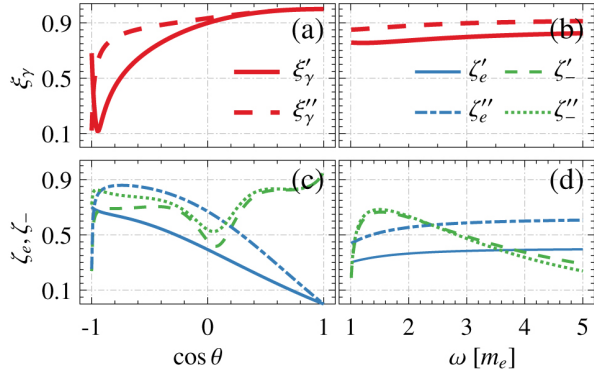 0.9
0.5
0.1
ξγ
(a)
ξ′γ
ξ″γ
(b)
ζ′e
ζ′−
ζ″e
ζ″−
0.9
0.5
0.1
ζe, ζ−
(c)
(d)
-1
0
1
1
2
3
4
5
cos θ
ω [me]